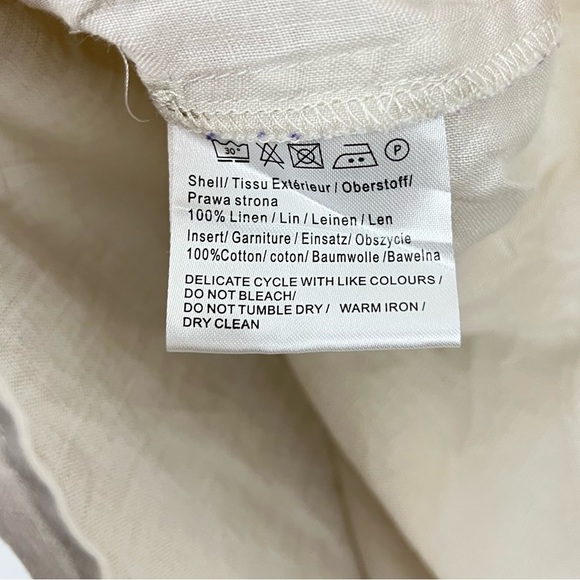 30° P
Shell/ Tissu Extérieur / Oberstoff/
Prawa strona
100% Linen / Lin / Leinen / Len
Insert/ Garniture / Einsatz/ Obszycie
100%Cotton/ coton/ Baumwolle /Bawelna
DELICATE CYCLE WITH LIKE COLOURS /
DO NOT BLEACH/
DO NOT TUMBLE DRY / WARM IRON /
DRY CLEAN